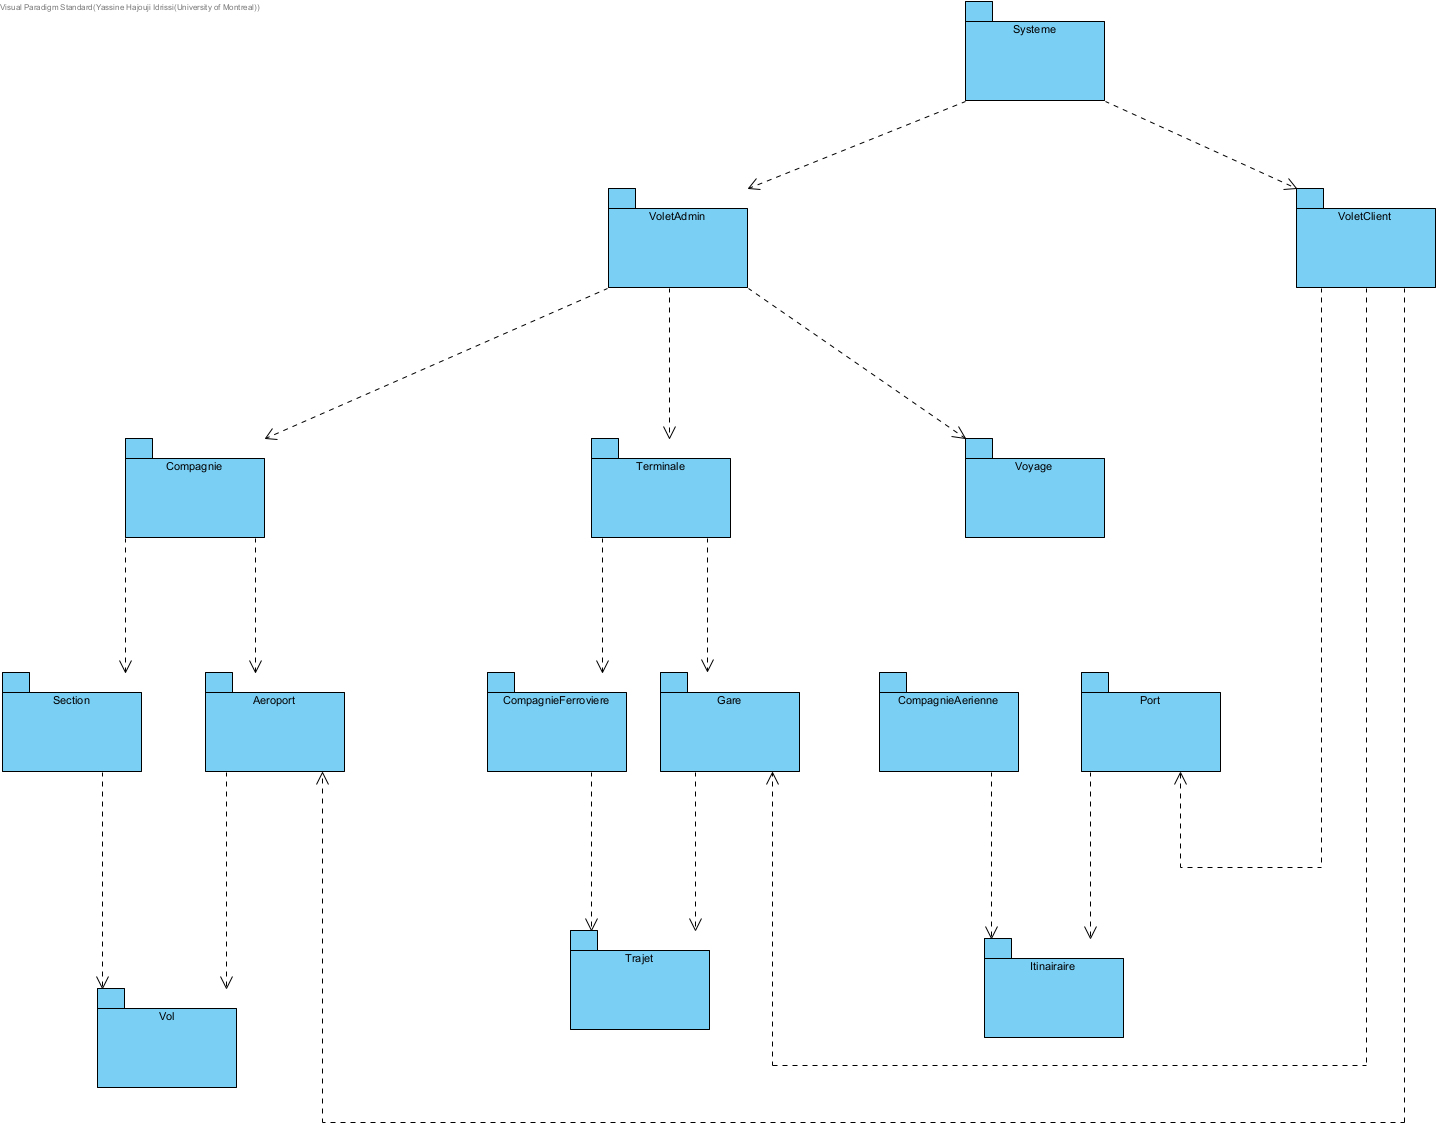 Visual Paradigm Standard(Yassine Hajouji Idrissi(University of Montreal))
Systeme
VoletAdmin
VoletClient
Compagnie
Terminale
Voyage
Section
Aeroport
CompagnieFerroviere
Gare
CompagnieAerienne
Port
Trajet
Itinairaire
Vol